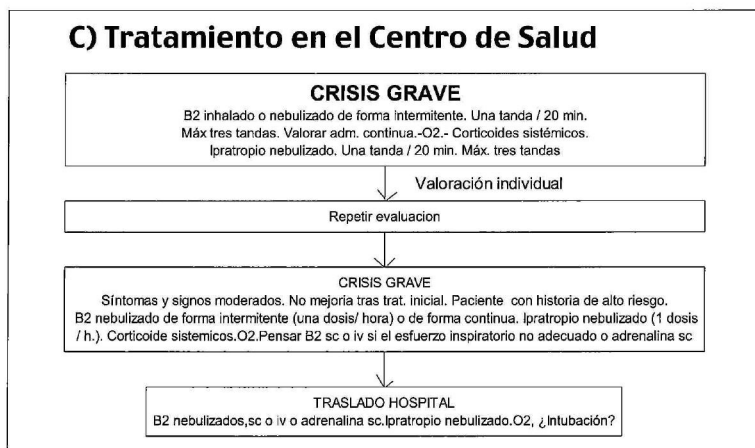 C) Tratamiento en el Centro de Salud
CRISIS GRAVE
B2 inhalado o nebulizado de forma intermitente. Una tanda / 20 min.
Máx tres tandas. Valorar adm. continua.-O2.- Corticoides sistémicos.
Ipratropio nebulizado. Una tanda / 20 min. Máx. tres tandas
Valoración individual
Repetir evaluacion
CRISIS GRAVE
Síntomas y signos moderados. No mejoria tras trat. inicial. Paciente con historia de alto riesgo.
B2 nebulizado de forma intermitente (una dosis/ hora) o de forma continua. Ipratropio nebulizado (1 dosis
/ h.). Corticoide sistemicos.O2.Pensar B2 sc o iv si el esfuerzo inspiratorio no adecuado o adrenalina sc
TRASLADO HOSPITAL
B2 nebulizados,sc o iv o adrenalina sc.Ipratropio nebulizado.O2, ¿Intubación?